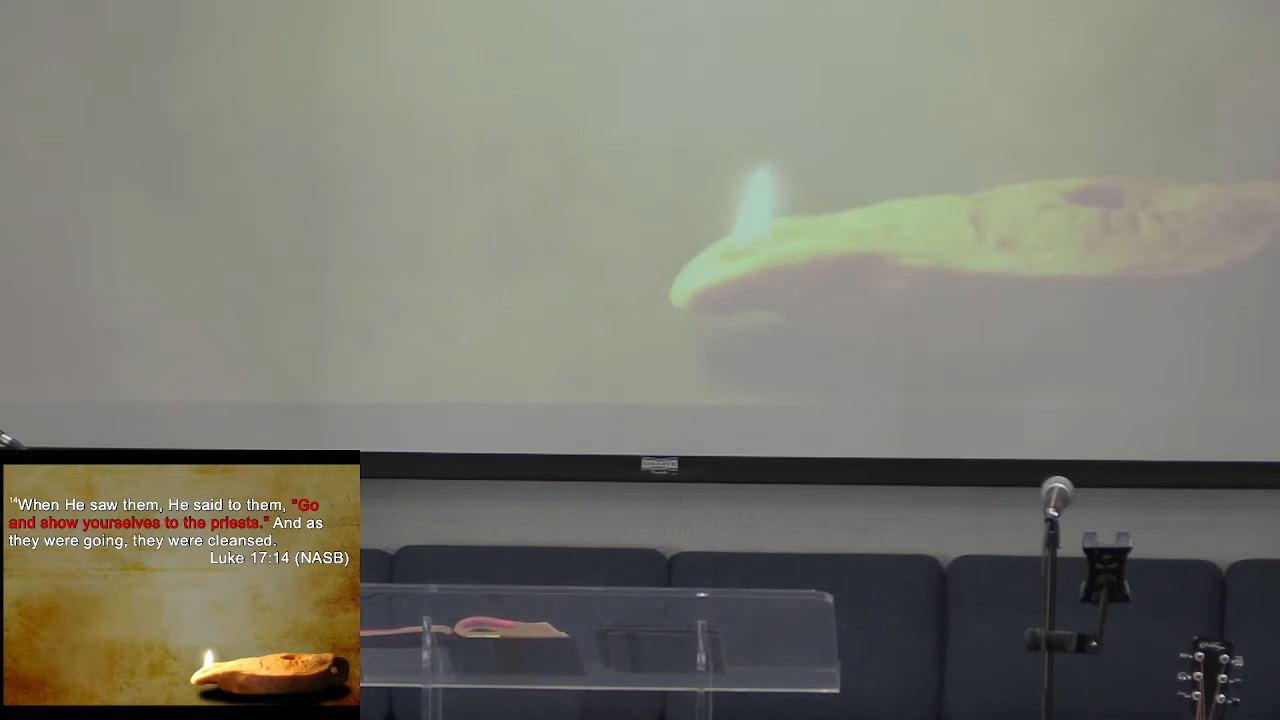 ¹⁴When He saw them, He said to them, "Go
and show yourselves to the priests." And as
they were going, they were cleansed.
Luke 17:14 (NASB)